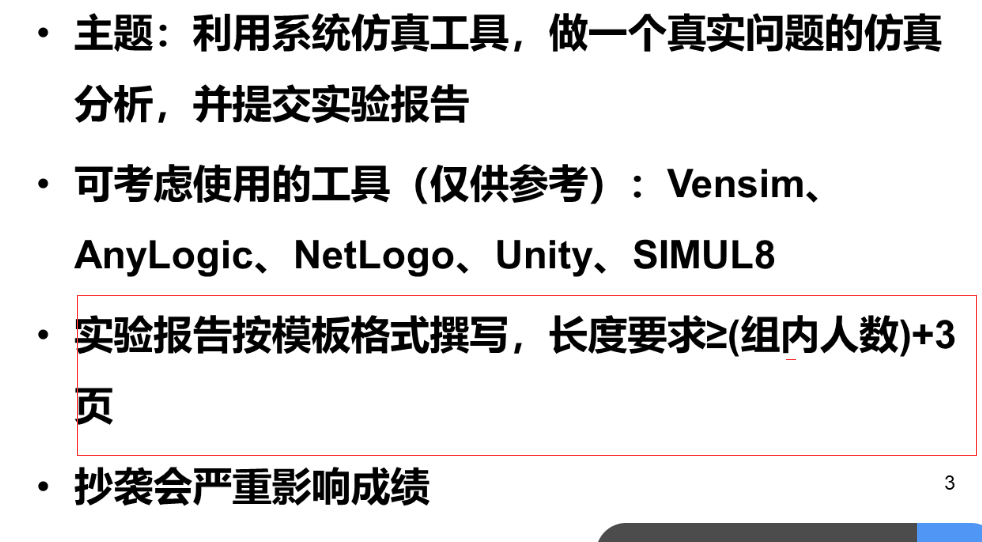 • 主题：利用系统仿真工具，做一个真实问题的仿真
分析，并提交实验报告
• 可考虑使用的工具（仅供参考）：Vensim、
AnyLogic、NetLogo、Unity、SIMUL8
• 实验报告按模板格式撰写，长度要求≥(组内人数)+3
页
• 抄袭会严重影响成绩
3